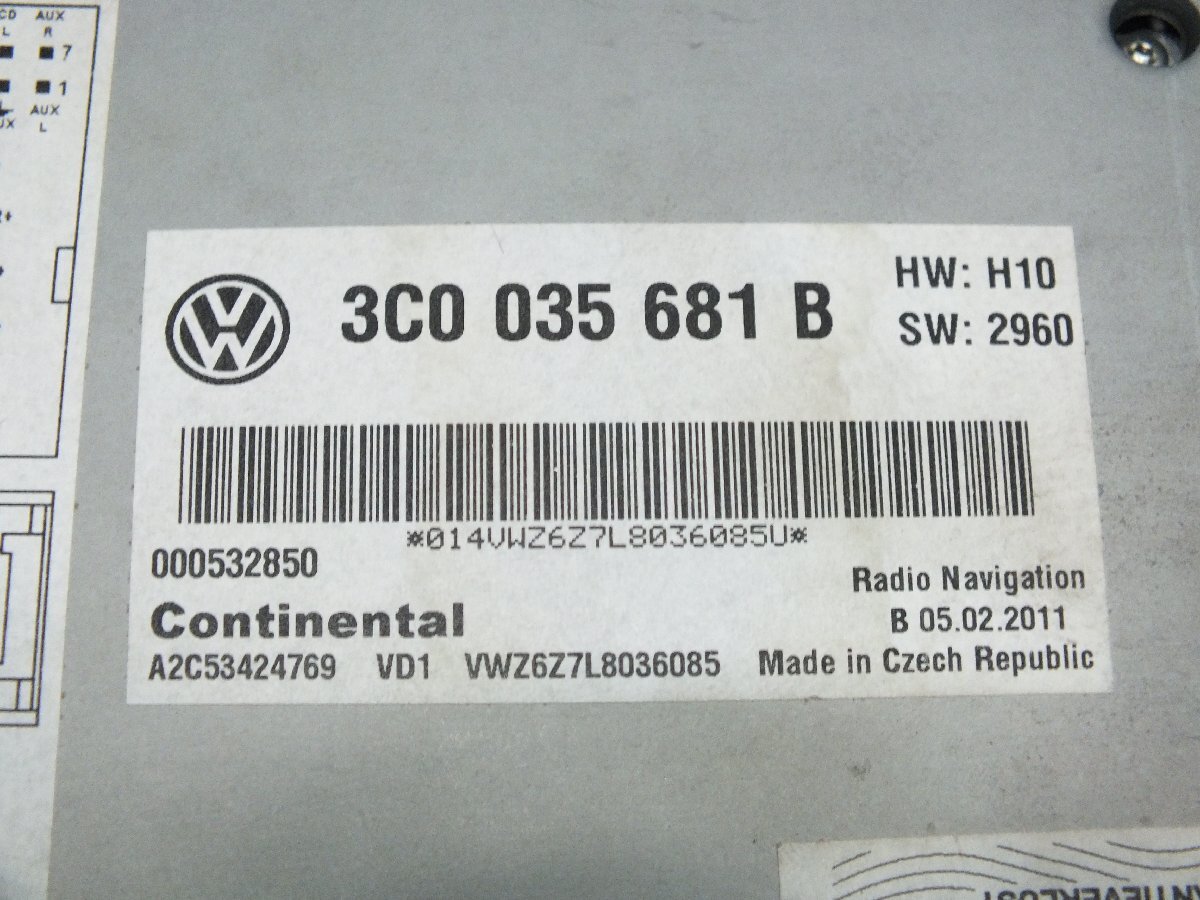 CD AUX
L R
7
1
AUX
L
3C0 035 681 B
HW: H10
SW: 2960
*014VWZ6Z7L8036085U*
000532850
Continental
Radio Navigation
B 05.02.2011
A2C53424769 VD1 VWZ6Z7L8036085 Made in Czech Republic